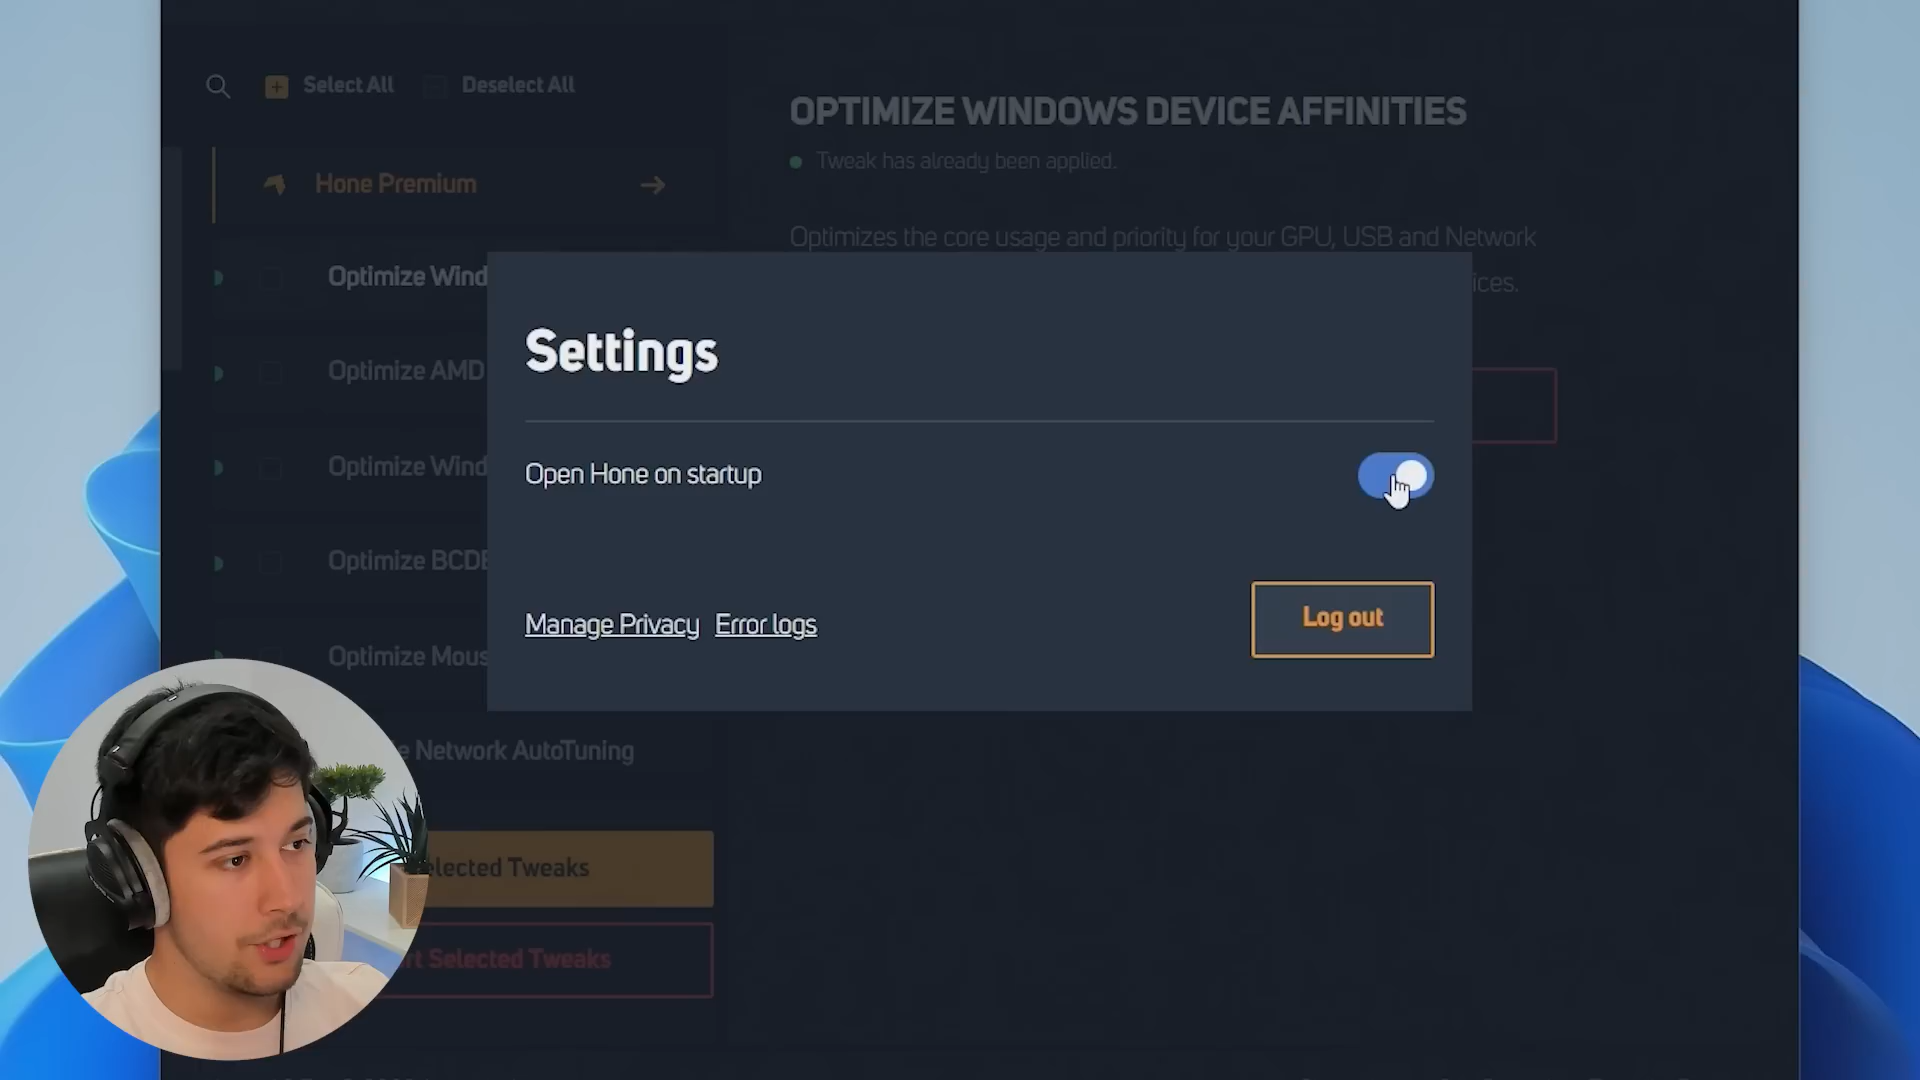 Select All
Deselect All
OPTIMIZE WINDOWS DEVICE AFFINITIES
Tweak has already been applied.
Hone Premium
Optimizes the core usage and priority for your GPU, USB and Network
ices.
Optimize Wind
Optimize AMD
Optimize Wind
Optimize BCDE
Optimize Mous
e Network AutoTuning
elected Tweaks
rt Selected Tweaks
Settings
Open Hone on startup
Manage Privacy
Error logs
Log out